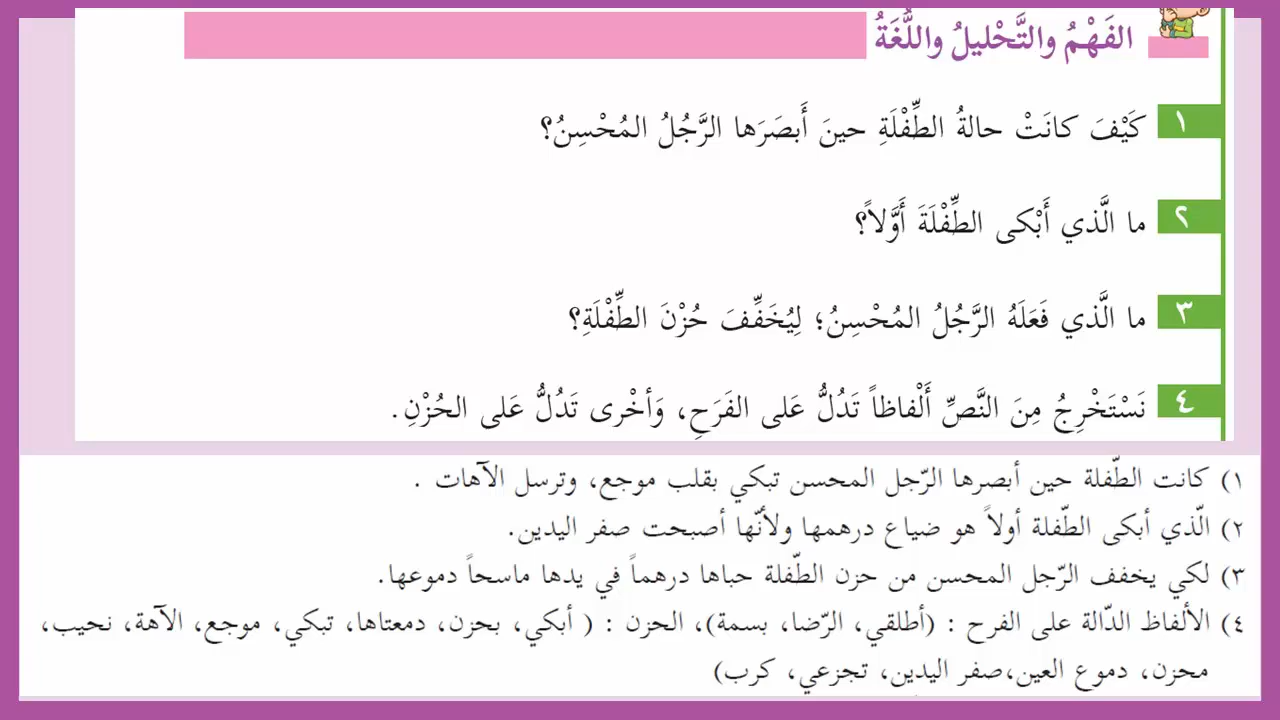 الفَهْمُ والتَّحْليلُ واللُّغَةُ
١ كَيْفَ كانَتْ حالةُ الطِّفْلَةِ حينَ أَبصَرَها الرَّجُلُ المُحْسِنُ؟
٢ ما الَّذي أَبْكى الطِّفْلَةَ أَوَّلاً؟
٣ ما الَّذي فَعَلَهُ الرَّجُلُ المُحْسِنُ؛ لِيُخَفِّفَ حُزْنَ الطِّفْلَةِ؟
٤ نَسْتَخْرِجُ مِنَ النَّصِّ أَلْفاظاً تَدُلُّ عَلى الفَرَحِ، وَأخْرى تَدُلُّ عَلى الحُزْنِ.
١) كانت الطّفلة حين أبصرها الرّجل المحسن تبكي بقلب موجع، وترسل الآهات .
٢) الّذي أبكى الطّفلة أولاً هو ضياع درهمها ولأنّها أصبحت صفر اليدين.
٣) لكي يخفف الرّجل المحسن من حزن الطّفلة حباها درهماً في يدها ماسحاً دموعها.
٤) الألفاظ الدّالة على الفرح : (أطلقي، الرّضا، بسمة)، الحزن : ( أبكي، بحزن، دمعتاها، تبكي، موجع، الآهة، نحيب،
محزن، دموع العين،صفر اليدين، تجزعي، كرب)